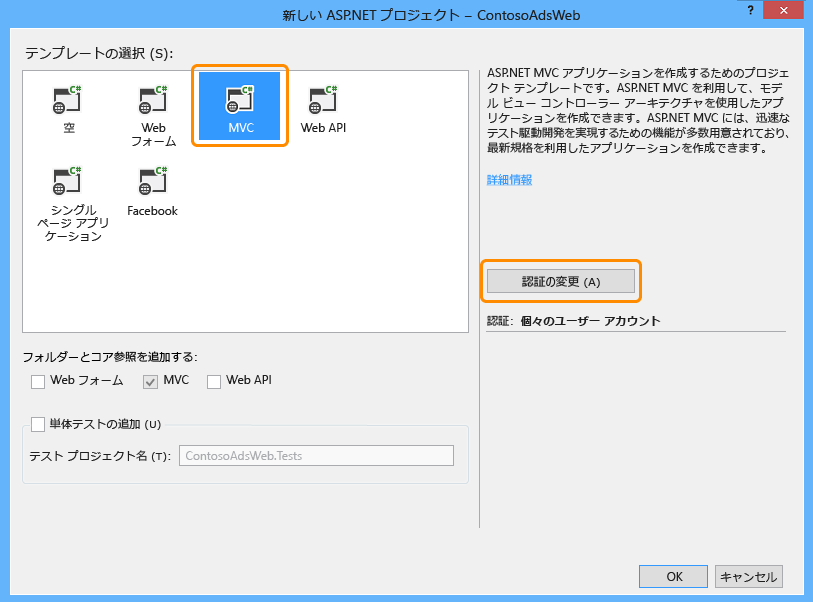 新しい ASP.NET プロジェクト – ContosoAdsWeb
?
テンプレートの選択 (S):
C#
空
C#
Web
フォーム
C#
MVC
C#
Web API
C#
シングル
ページ アプリ
ケーション
C#
Facebook
ASP.NET MVC アプリケーションを作成するためのプロジェ
クト テンプレートです。ASP.NET MVC を利用して、モデ
ル ビュー コントローラー アーキテクチャを使用したアプ
リケーションを作成できます。ASP.NET MVC には、迅速な
テスト駆動開発を実現するための機能が多数用意されており、
最新規格を利用したアプリケーションを作成できます。
詳細情報
認証の変更 (A)
認証: 個々のユーザー アカウント
フォルダーとコア参照を追加する:
Web フォーム
MVC
Web API
単体テストの追加 (U)
テスト プロジェクト名 (T):
ContosoAdsWeb.Tests
OK
キャンセル